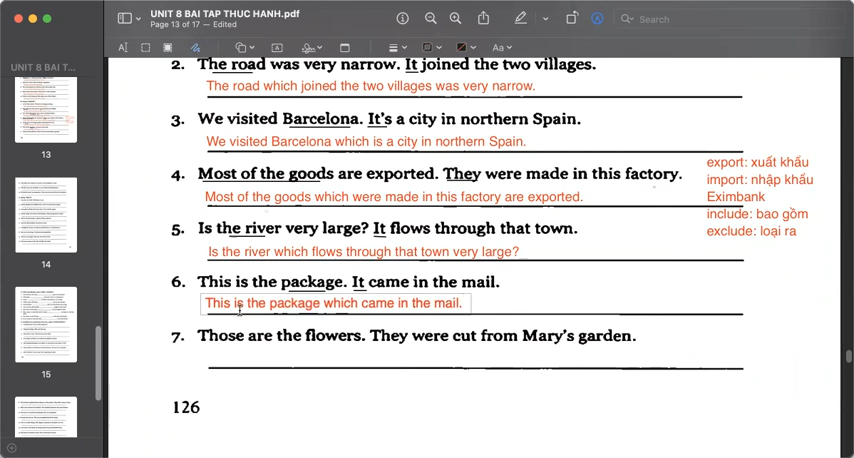 UNIT 8 BAI TAP THUC HANH.pdf
Page 13 of 17 — Edited
Search
Aa
UNIT 8 BAI T...
13
14
15
2. The road was very narrow. It joined the two villages.
The road which joined the two villages was very narrow.
3. We visited Barcelona. It's a city in northern Spain.
We visited Barcelona which is a city in northern Spain.
4. Most of the goods are exported. They were made in this factory.
Most of the goods which were made in this factory are exported.
export: xuất khẩu
import: nhập khẩu
Eximbank
include: bao gồm
exclude: loại ra
5. Is the river very large? It flows through that town.
Is the river which flows through that town very large?
6. This is the package. It came in the mail.
This is the package which came in the mail.
7. Those are the flowers. They were cut from Mary's garden.
126